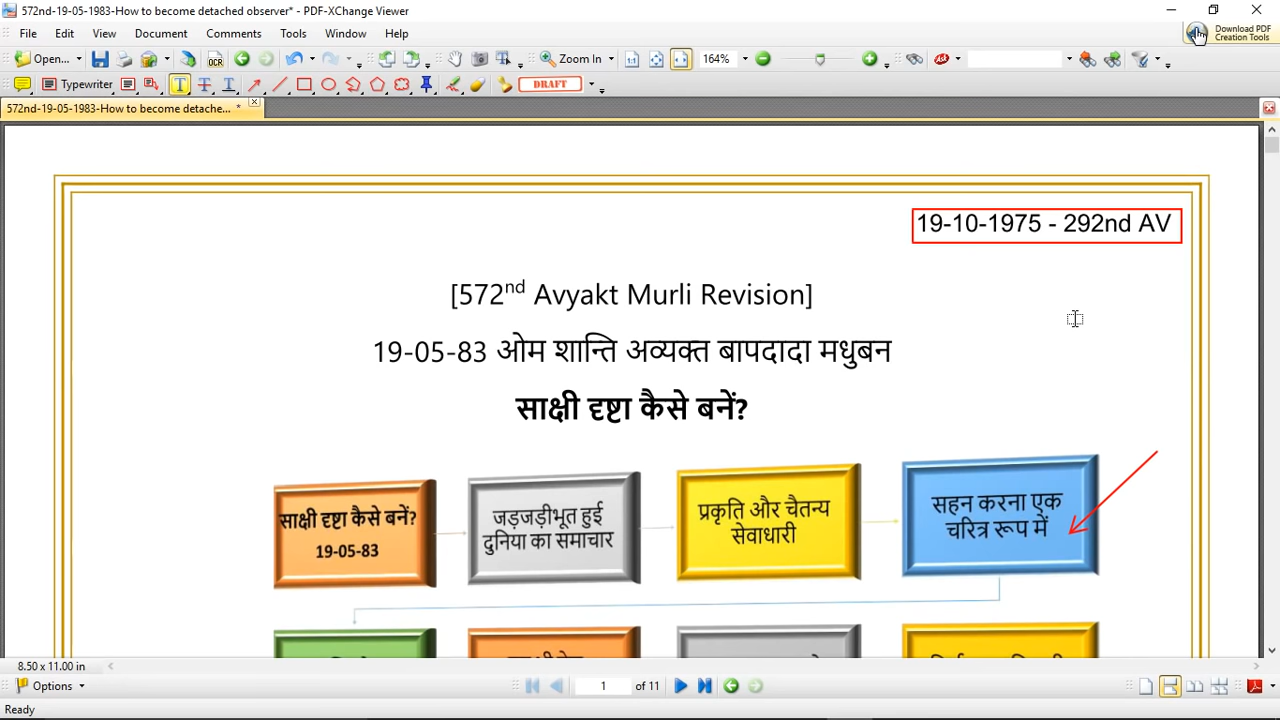 572nd-19-05-1983-How to become detached observer* - PDF-XChange Viewer
File Edit View Document Comments Tools Window Help
Download PDF
Creation Tools
Open... OCR Undo Redo Zoom In 164%
Typewriter DRAFT
572nd-19-05-1983-How to become detache... *
19-10-1975 - 292nd AV
[572nd Avyakt Murli Revision]
19-05-83 ओम शान्ति अव्यक्त बापदादा मधुबन
साक्षी दृष्टा कैसे बनें?
साक्षी दृष्टा कैसे बनें?
19-05-83
जड़जड़ीभूत हुई
दुनिया का समाचार
प्रकृति और चैतन्य
सेवाधारी
सहन करना एक
चरित्र रूप में
8.50 x 11.00 in
Options 1 of 11
Ready